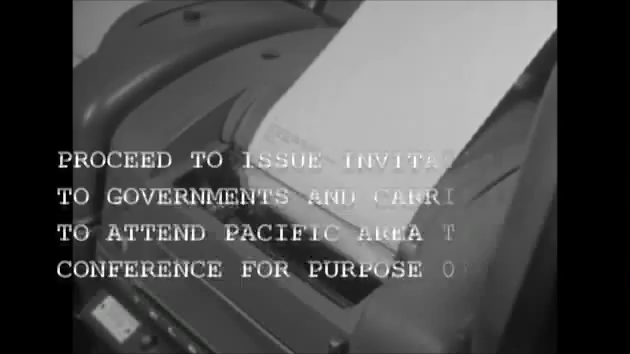 PROCEED TO ISSUE
TO GOVERNMENTS AND
TO ATTEND PACIFIC AREA
CONFERENCE FOR PURPOSE